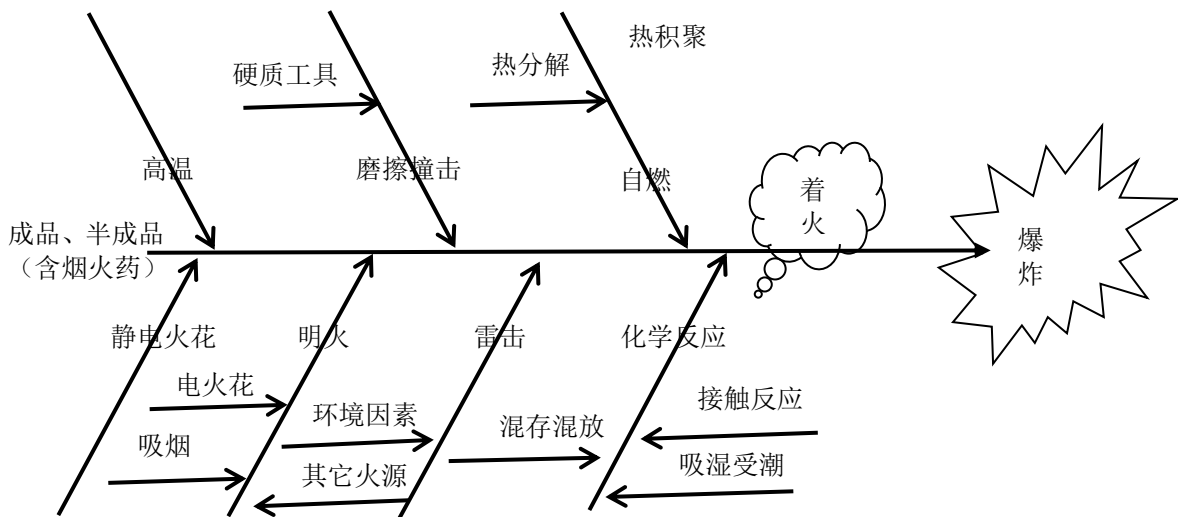 热积聚
热分解
硬质工具
高温
磨擦撞击
自燃
着
火
成品、半成品
（含烟火药）
爆
炸
静电火花
明火
雷击
化学反应
电火花
环境因素
接触反应
混存混放
吸烟
其它火源
吸湿受潮